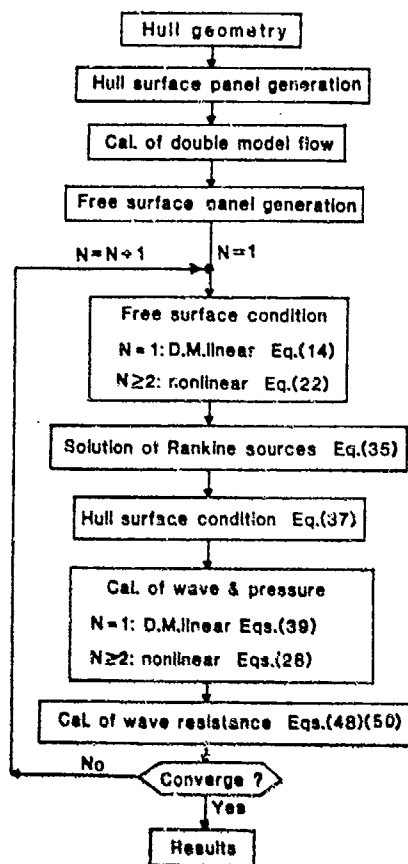 Hull geometry
Hull surface panel generation
Cal. of double model flow
Free surface panel generation
N=N+1 N=1
Free surface condition
N=1: D.M.linear Eq.(14)
N≥2: nonlinear Eq.(22)
Solution of Rankine sources Eq.(35)
Hull surface condition Eq.(37)
Cal. of wave & pressure
N=1: D.M.linear Eqs.(39)
N≥2: nonlinear Eqs.(28)
Cal. of wave resistance Eqs.(48)(50)
No
Converge ?
Yes
Results